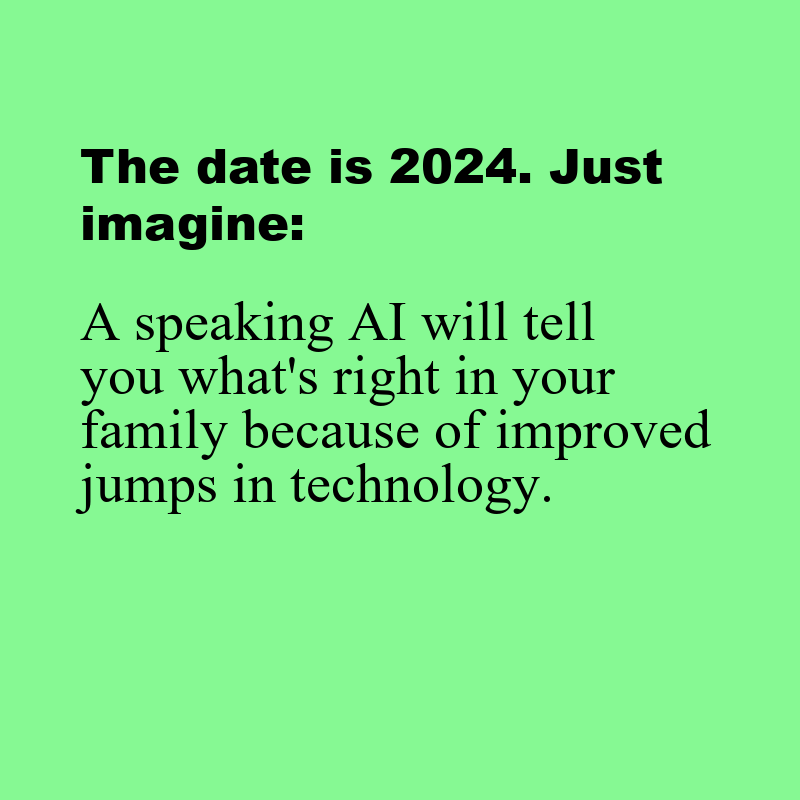 The date is 2024. Just
imagine:
A speaking AI will tell
you what's right in your
family because of improved
jumps in technology.